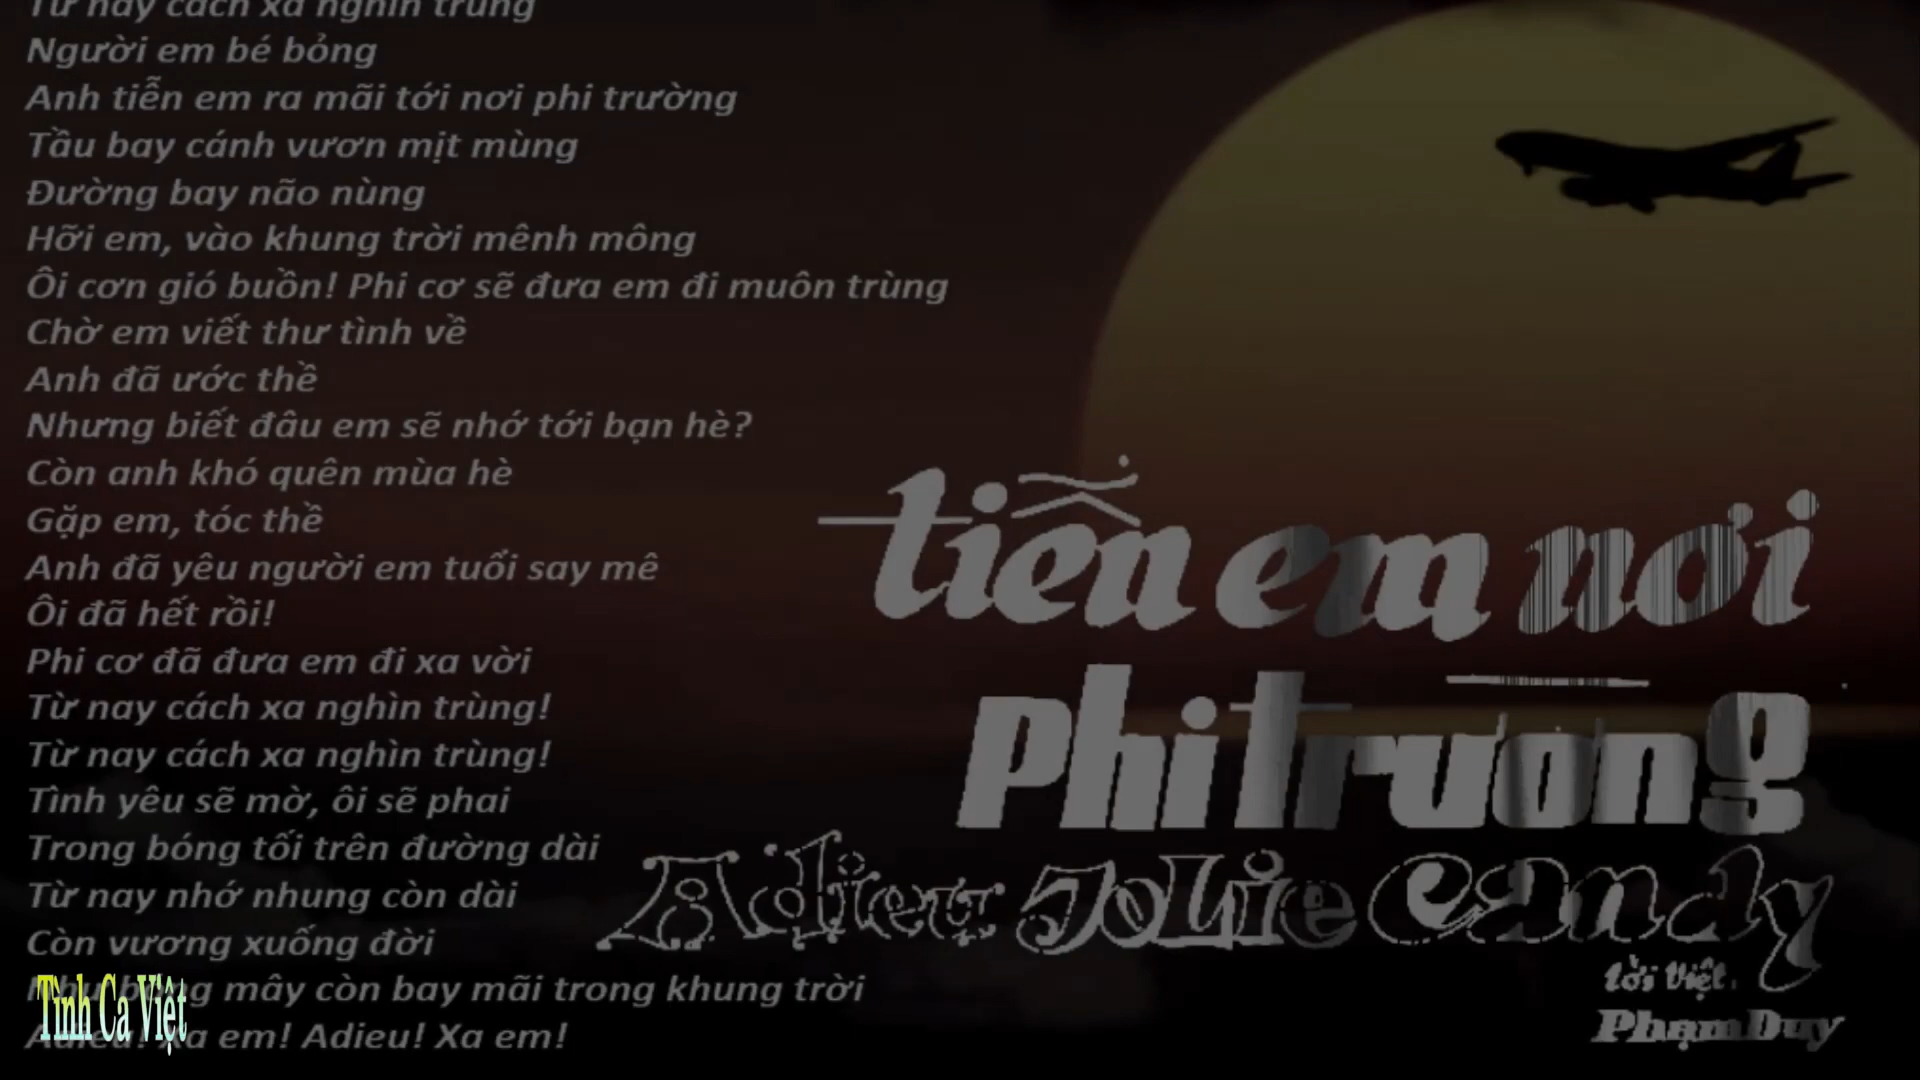 Từ nay cách xa nghìn trùng
Người em bé bỏng
Anh tiễn em ra mãi tới nơi phi trường
Tầu bay cánh vươn mịt mùng
Đường bay não nùng
Hỡi em, vào khung trời mênh mông
Ôi cơn gió buồn! Phi cơ sẽ đưa em đi muôn trùng
Chờ em viết thư tình về
Anh đã ước thề
Nhưng biết đâu em sẽ nhớ tới bạn hè?
Còn anh khó quên mùa hè
Gặp em, tóc thề
Anh đã yêu người em tuổi say mê
Ôi đã hết rồi!
Phi cơ đã đưa em đi xa vời
Từ nay cách xa nghìn trùng!
Từ nay cách xa nghìn trùng!
Tình yêu sẽ mờ, ôi sẽ phai
Trong bóng tối trên đường dài
Từ nay nhớ nhung còn dài
Còn vương xuống đời
mây còn bay mãi trong khung trời
Adieu! Xa em! Adieu! Xa em!
Tình Ca Việt
tiễn em nơi
Phi trường
Adieu JoLie Candy
lời Việt.
Phạm Duy